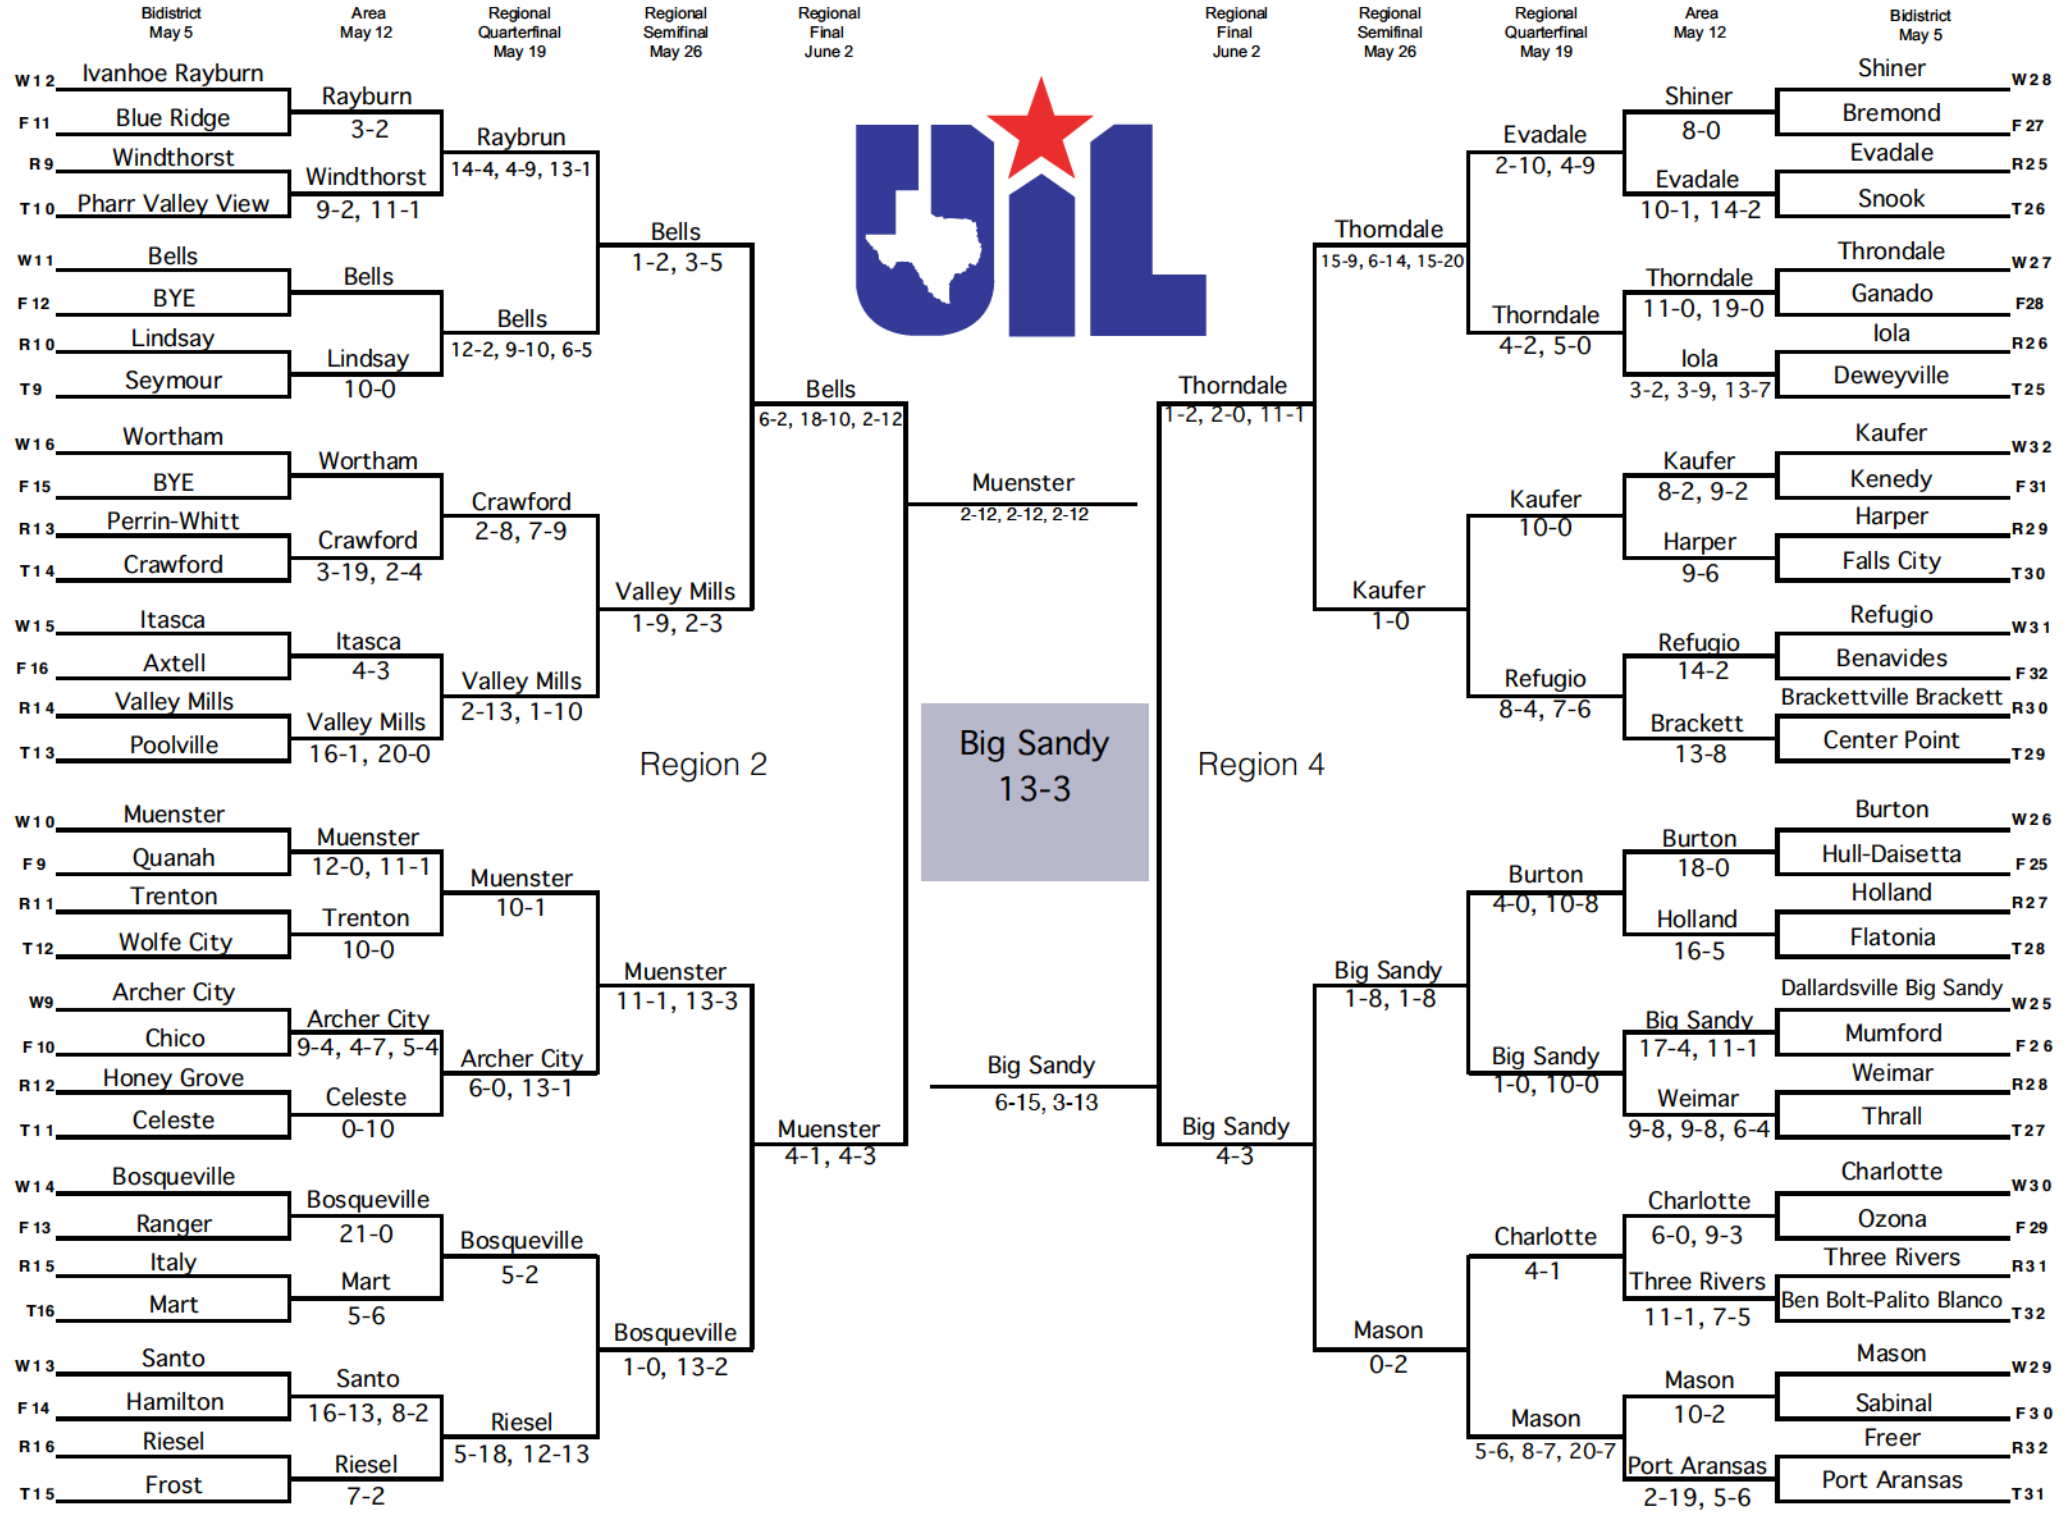 Bidistrict
May 5
Area
May 12
Regional
Quarterfinal
May 19
Regional
Semifinal
May 26
Regional
Final
June 2
Regional
Final
June 2
Regional
Semifinal
May 26
Regional
Quarterfinal
May 19
Area
May 12
Bidistrict
May 5
W12 Ivanhoe Rayburn
F11 Blue Ridge
R9 Windthorst
T10 Pharr Valley View
W11 Bells
F12 BYE
R10 Lindsay
T9 Seymour
W16 Wortham
F15 BYE
R13 Perrin-Whitt
T14 Crawford
W15 Itasca
F16 Axtell
R14 Valley Mills
T13 Poolville
W10 Muenster
F9 Quanah
R11 Trenton
T12 Wolfe City
W9 Archer City
F10 Chico
R12 Honey Grove
T11 Celeste
W14 Bosqueville
F13 Ranger
R15 Italy
T16 Mart
W13 Santo
F14 Hamilton
R16 Riesel
T15 Frost
Rayburn
3-2
Windthorst
9-2, 11-1
Bells
Lindsay
10-0
Wortham
Crawford
3-19, 2-4
Itasca
4-3
Valley Mills
16-1, 20-0
Muenster
12-0, 11-1
Trenton
10-0
Archer City
9-4, 4-7, 5-4
Celeste
0-10
Bosqueville
21-0
Mart
5-6
Santo
16-13, 8-2
Riesel
7-2
Raybrun
14-4, 4-9, 13-1
Bells
12-2, 9-10, 6-5
Crawford
2-8, 7-9
Valley Mills
2-13, 1-10
Muenster
10-1
Archer City
6-0, 13-1
Bosqueville
5-2
Riesel
5-18, 12-13
Bells
1-2, 3-5
Valley Mills
1-9, 2-3
Muenster
11-1, 13-3
Bosqueville
1-0, 13-2
Region 2
Bells
6-2, 18-10, 2-12
Muenster
4-1, 4-3
UIL
Muenster
2-12, 2-12, 2-12
Big Sandy
13-3
Big Sandy
6-15, 3-13
Thorndale
1-2, 2-0, 11-1
Big Sandy
4-3
Region 4
Thorndale
15-9, 6-14, 15-20
Kaufer
1-0
Big Sandy
1-8, 1-8
Mason
0-2
Evadale
2-10, 4-9
Thorndale
4-2, 5-0
Kaufer
10-0
Refugio
8-4, 7-6
Burton
4-0, 10-8
Big Sandy
1-0, 10-0
Charlotte
4-1
Mason
5-6, 8-7, 20-7
Shiner
8-0
Evadale
10-1, 14-2
Thorndale
11-0, 19-0
Iola
3-2, 3-9, 13-7
Kaufer
8-2, 9-2
Harper
9-6
Refugio
14-2
Brackett
13-8
Burton
18-0
Holland
16-5
Big Sandy
17-4, 11-1
Weimar
9-8, 9-8, 6-4
Charlotte
6-0, 9-3
Three Rivers
11-1, 7-5
Mason
10-2
Port Aransas
2-19, 5-6
Shiner W28
Bremond F27
Evadale R25
Snook T26
Throndale W27
Ganado F28
Iola R26
Deweyville T25
Kaufer W32
Kenedy F31
Harper R29
Falls City T30
Refugio W31
Benavides F32
Brackettville Brackett R30
Center Point T29
Burton W26
Hull-Daisetta F25
Holland R27
Flatonia T28
Dallardsville Big Sandy W25
Mumford F26
Weimar R28
Thrall T27
Charlotte W30
Ozona F29
Three Rivers R31
Ben Bolt-Palito Blanco T32
Mason W29
Sabinal F30
Freer R32
Port Aransas T31